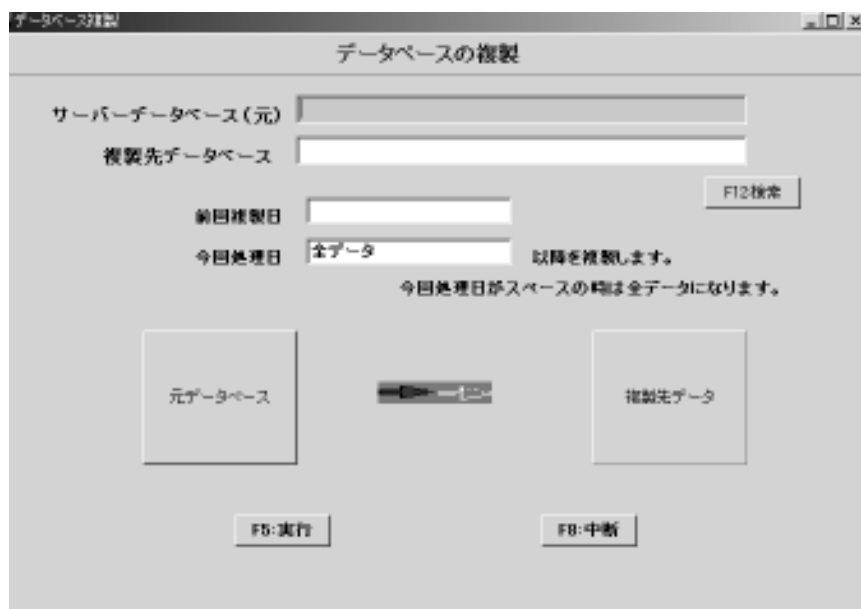 データベース複製
データベースの複製
サーバーデータベース(元)
複製先データベース
F12:検索
前回複製日
今回処理日 全データ 以降を複製します。
今回処理日がスペースの時は全データになります。
元データベース
複製先データ
F5:実行 F8:中断